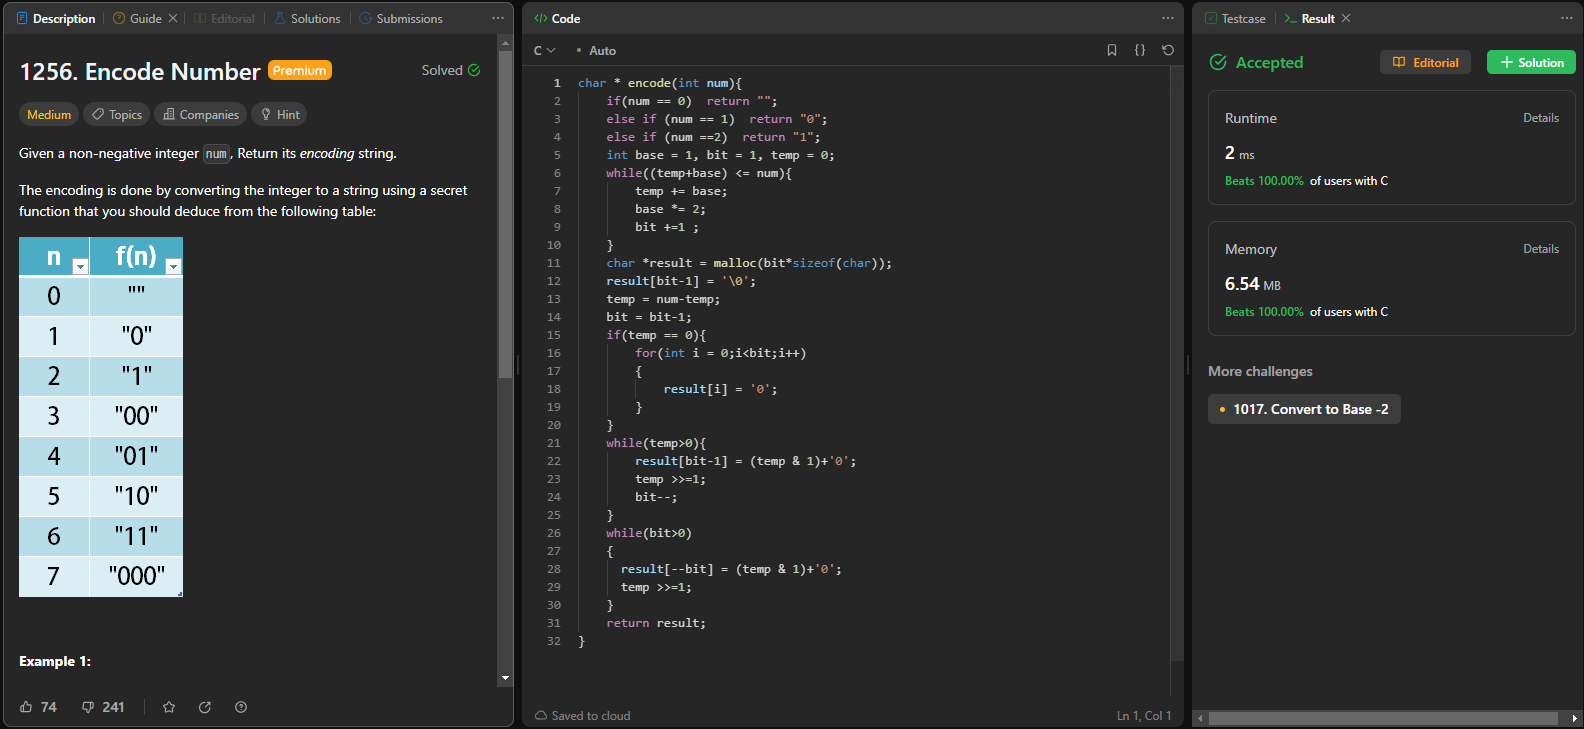 Description
Guide
Editorial
Solutions
Submissions
1256. Encode Number
Premium
Solved
Medium
Topics
Companies
Hint
Given a non-negative integer num, Return its encoding string.
The encoding is done by converting the integer to a string using a secret
function that you should deduce from the following table:
n f(n)
0 ""
1 "0"
2 "1"
3 "00"
4 "01"
5 "10"
6 "11"
7 "000"
Example 1:
74
241
Code
C
Auto
1 char * encode(int num){
2     if(num == 0)  return "";
3     else if (num == 1)  return "0";
4     else if (num ==2)  return "1";
5     int base = 1, bit = 1, temp = 0;
6     while((temp+base) <= num){
7         temp += base;
8         base *= 2;
9         bit +=1 ;
10     }
11     char *result = malloc(bit*sizeof(char));
12     result[bit-1] = '\0';
13     temp = num-temp;
14     bit = bit-1;
15     if(temp == 0){
16         for(int i = 0;i<bit;i++)
17         {
18             result[i] = '0';
19         }
20     }
21     while(temp>0){
22         result[bit-1] = (temp & 1)+'0';
23         temp >>=1;
24         bit--;
25     }
26     while(bit>0)
27     {
28       result[--bit] = (temp & 1)+'0';
29       temp >>=1;
30     }
31     return result;
32 }
Saved to cloud
Ln 1, Col 1
Testcase
Result
Accepted
Editorial
Solution
Runtime
Details
2 ms
Beats 100.00% of users with C
Memory
Details
6.54 MB
Beats 100.00% of users with C
More challenges
1017. Convert to Base -2